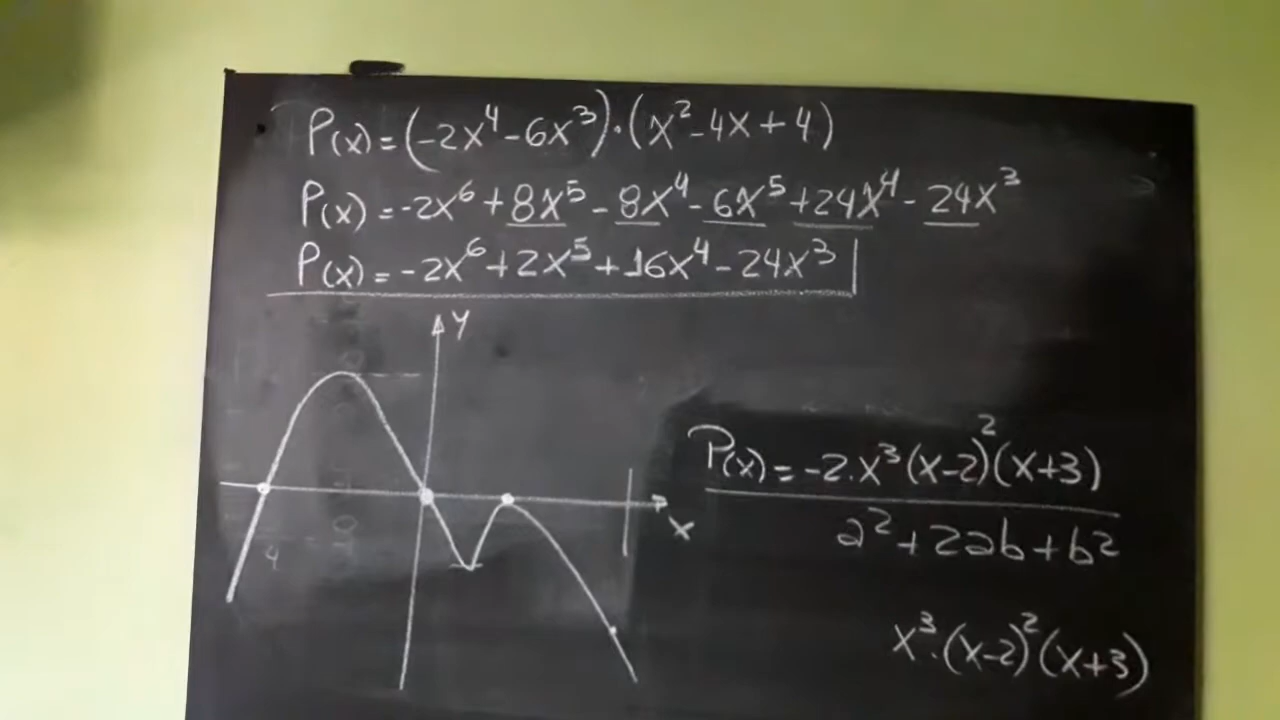 P(x)=(-2x⁴-6x³)·(x²-4x+4)
P(x)=-2x⁶+8x⁵-8x⁴-6x⁵+24x⁴-24x³
P(x)=-2x⁶+2x⁵+16x⁴-24x³
y
x
4
P(x)=-2.x³(x-2)²(x+3)
a²+2ab+b²
x³.(x-2)²(x+3)